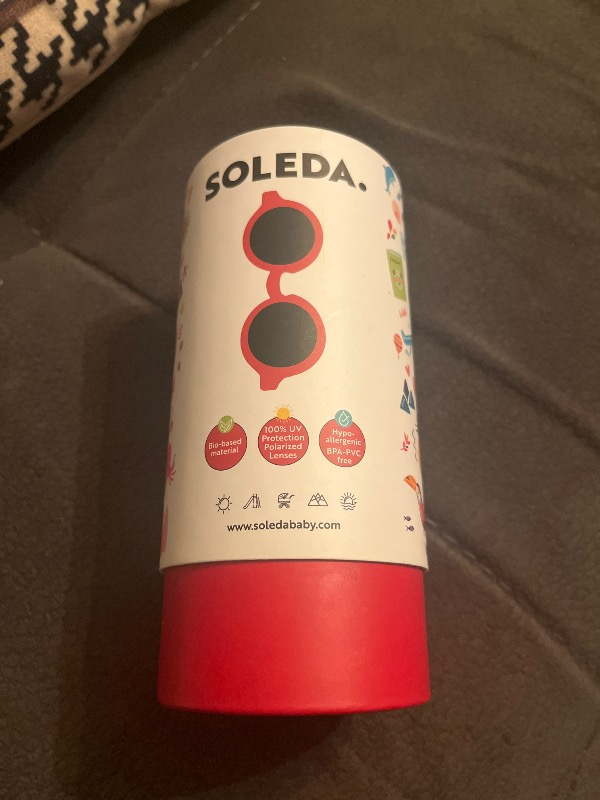 SOLEDA.
Bio-based
material
100% UV
Protection
Polarized
Lenses
Hypo-
allergenic
BPA-PVC
free
www.soledababy.com